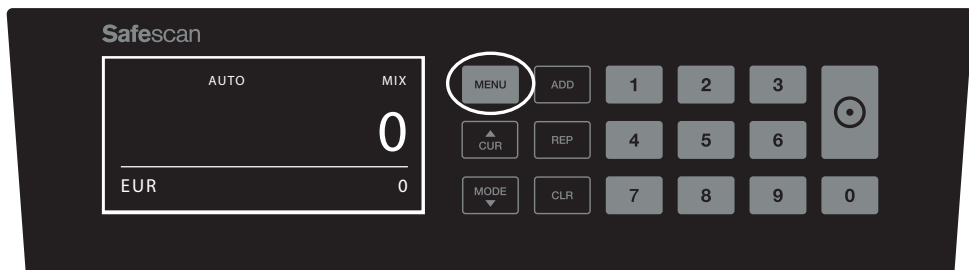 Safescan
AUTO MIX
0
EUR 0
MENU ADD 1 2 3
CUR REP 4 5 6
MODE CLR 7 8 9 0